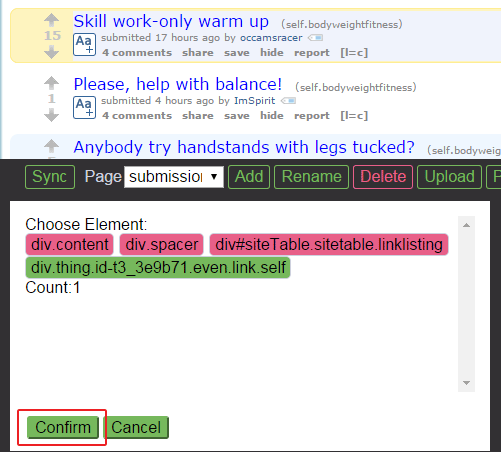 Skill work-only warm up (self.bodyweightfitness)
15
Aa+
submitted 17 hours ago by occamsracer
4 comments share save hide report [l=c]
Please, help with balance! (self.bodyweightfitness)
1
Aa+
submitted 4 hours ago by ImSpirit
4 comments share save hide report [l=c]
Anybody try handstands with legs tucked? (self.bodyweig
Sync Page submission Add Rename Delete Upload P
Choose Element:
div.content div.spacer div#siteTable.sitetable.linklisting
div.thing.id-t3_3e9b71.even.link.self
Count:1
Confirm Cancel